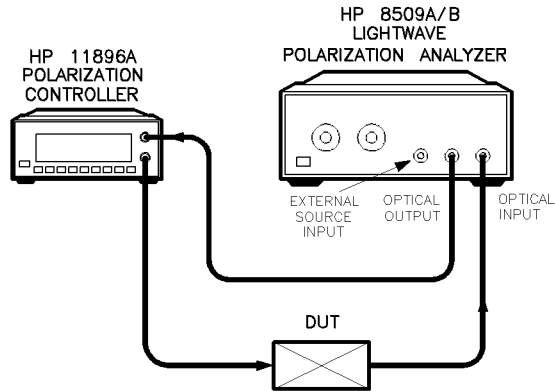 HP 8509A/B
LIGHTWAVE
POLARIZATION ANALYZER
HP 11896A
POLARIZATION
CONTROLLER
EXTERNAL
SOURCE
INPUT
OPTICAL
OUTPUT
OPTICAL
INPUT
DUT